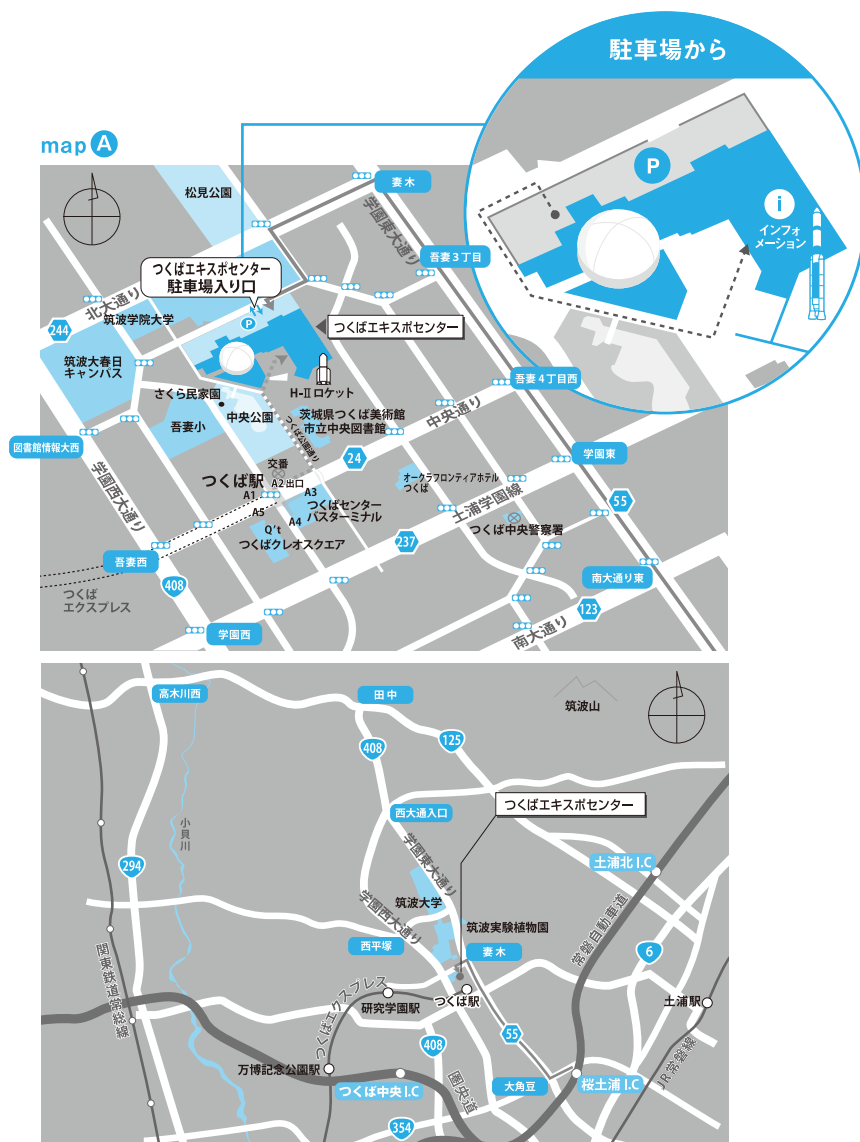 駐車場から
P
i
インフォ
メーション
map A
松見公園
妻木
学園東大通り
つくばエキスポセンター
駐車場入り口
吾妻3丁目
北大通り
244
筑波学院大学
P
つくばエキスポセンター
筑波大春日
キャンパス
さくら民家園
H-II ロケット
吾妻4丁目西
中央公園
茨城県つくば美術館
市立中央図書館
中央通り
吾妻小
つくば公園通り
図書館情報大西
学園西大通り
交番
24
学園東
つくば駅
A2出口
オークラフロンティアホテル
つくば
土浦学園線
A1
A3
55
A5
つくばセンター
バスターミナル
A4
Q't
つくばクレオスクエア
つくば中央警察署
237
吾妻西
408
南大通り東
つくば
エクスプレス
123
学園西
南大通り
高木川西
田中
筑波山
408
125
西大通入口
つくばエキスポセンター
小貝川
学園東大通り
土浦北 I.C
294
筑波大学
学園西大通り
筑波実験植物園
常磐自動車道
西平塚
妻木
6
関東鉄道常総線
つくばエクスプレス
研究学園駅
つくば駅
土浦駅
55
408
万博記念公園駅
つくば中央 I.C
圏央道
大角豆
桜土浦 I.C
JR常磐線
354